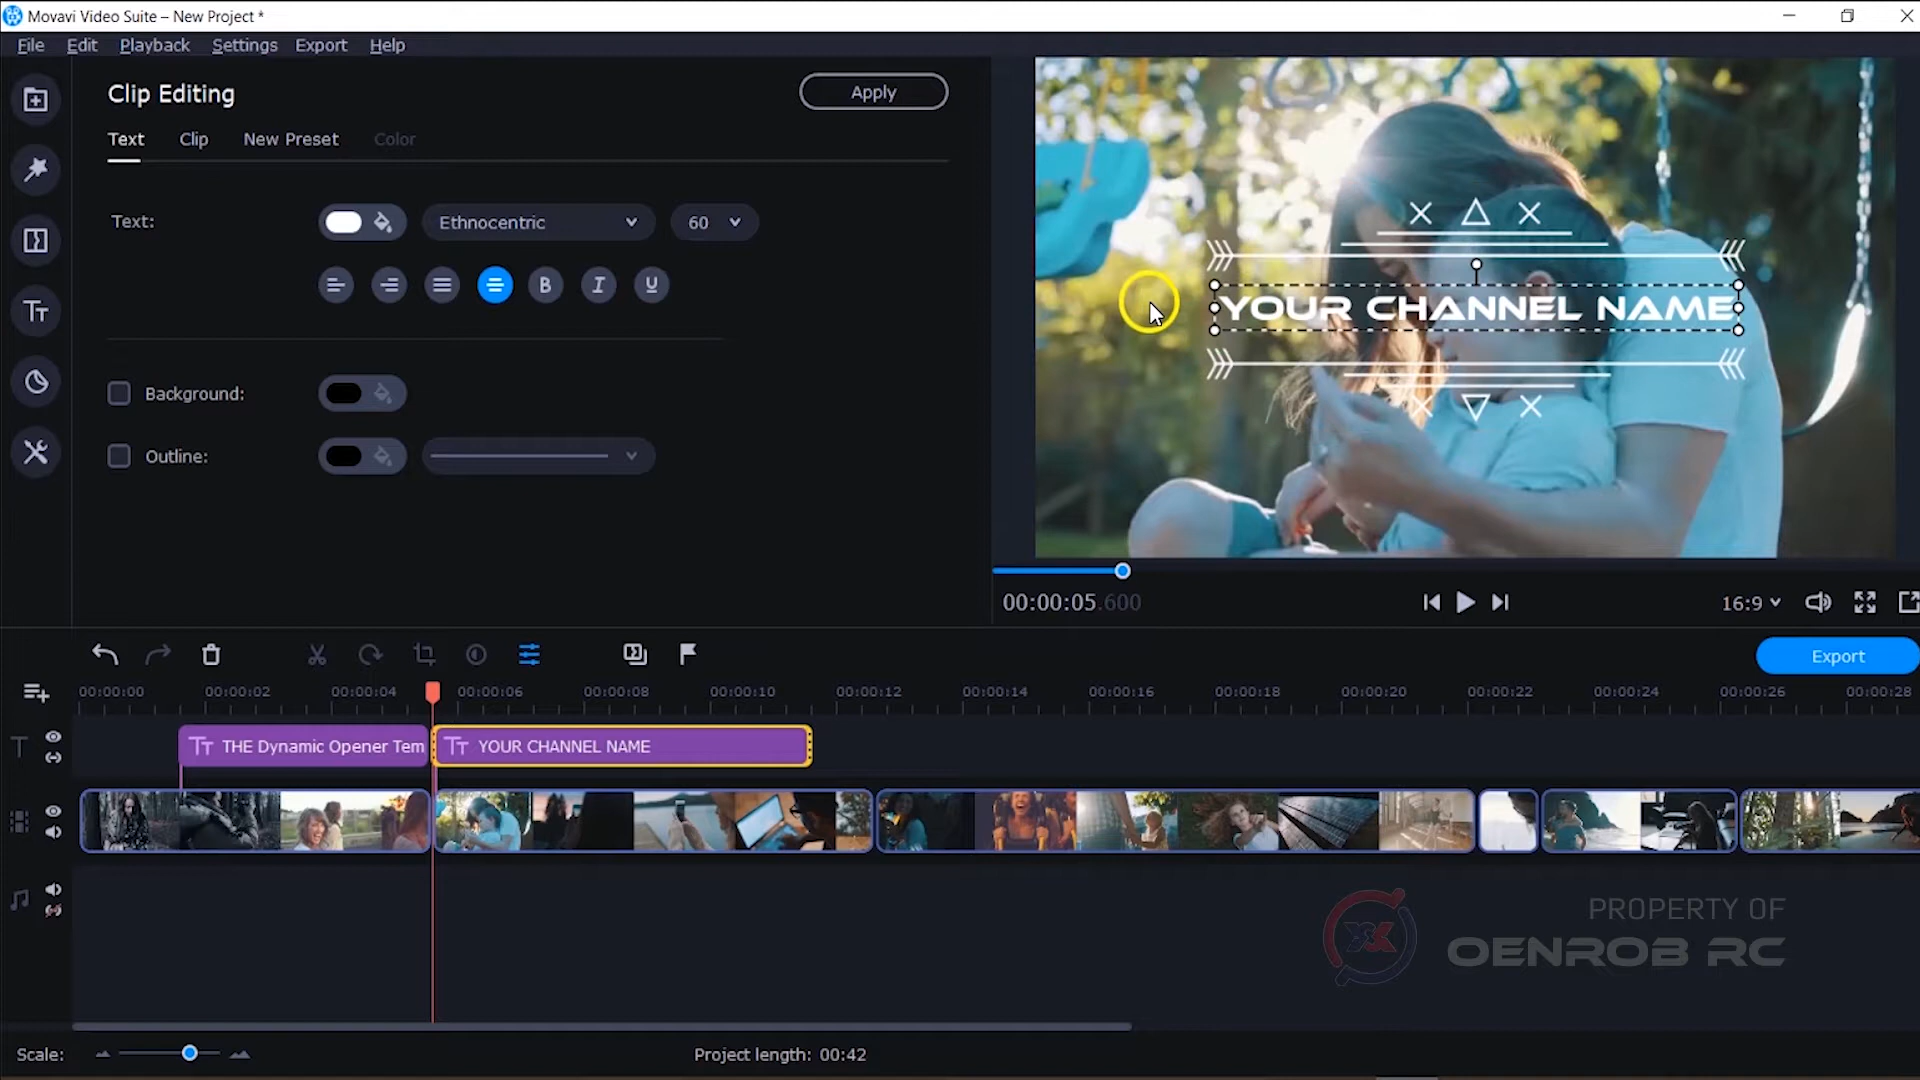 Movavi Video Suite – New Project *
File Edit Playback Settings Export Help
Clip Editing
Apply
Text Clip New Preset Color
Text:
Ethnocentric
60
B I U
Background:
Outline:
YOUR CHANNEL NAME
00:00:05.600
16:9
Export
00:00:00 00:00:02 00:00:04 00:00:06 00:00:08 00:00:10 00:00:12 00:00:14 00:00:16 00:00:18 00:00:20 00:00:22 00:00:24 00:00:26 00:00:28
T
Tт THE Dynamic Opener Tem
Tт YOUR CHANNEL NAME
PROPERTY OF
OENROB RC
Scale:
Project length: 00:42